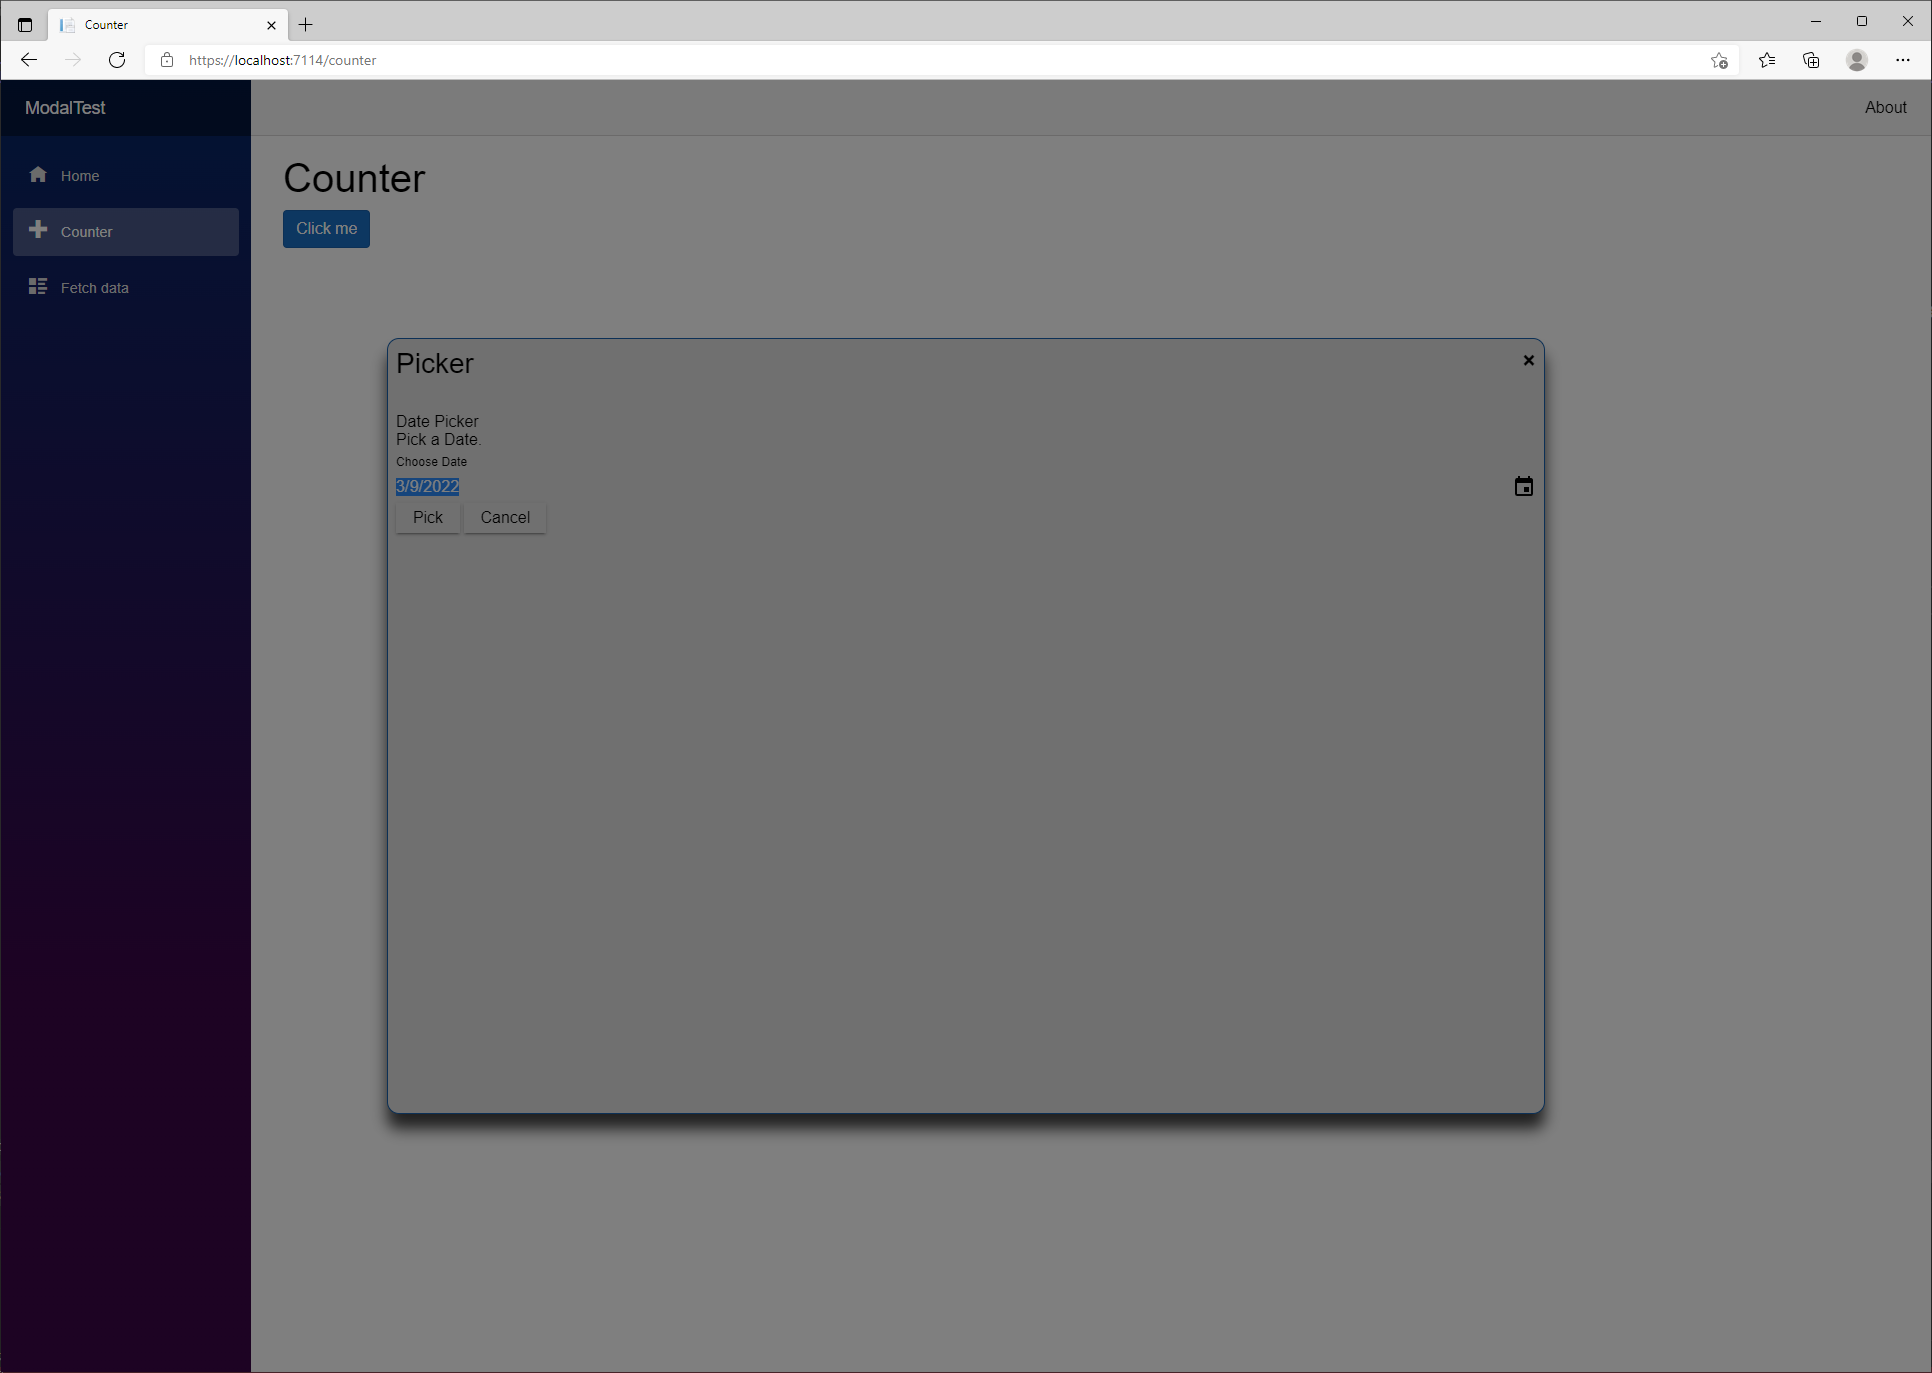 Counter
https://localhost:7114/counter
ModalTest
About
Home
Counter
Fetch data
Counter
Click me
Picker
Date Picker
Pick a Date.
Choose Date
3/9/2022
Pick Cancel